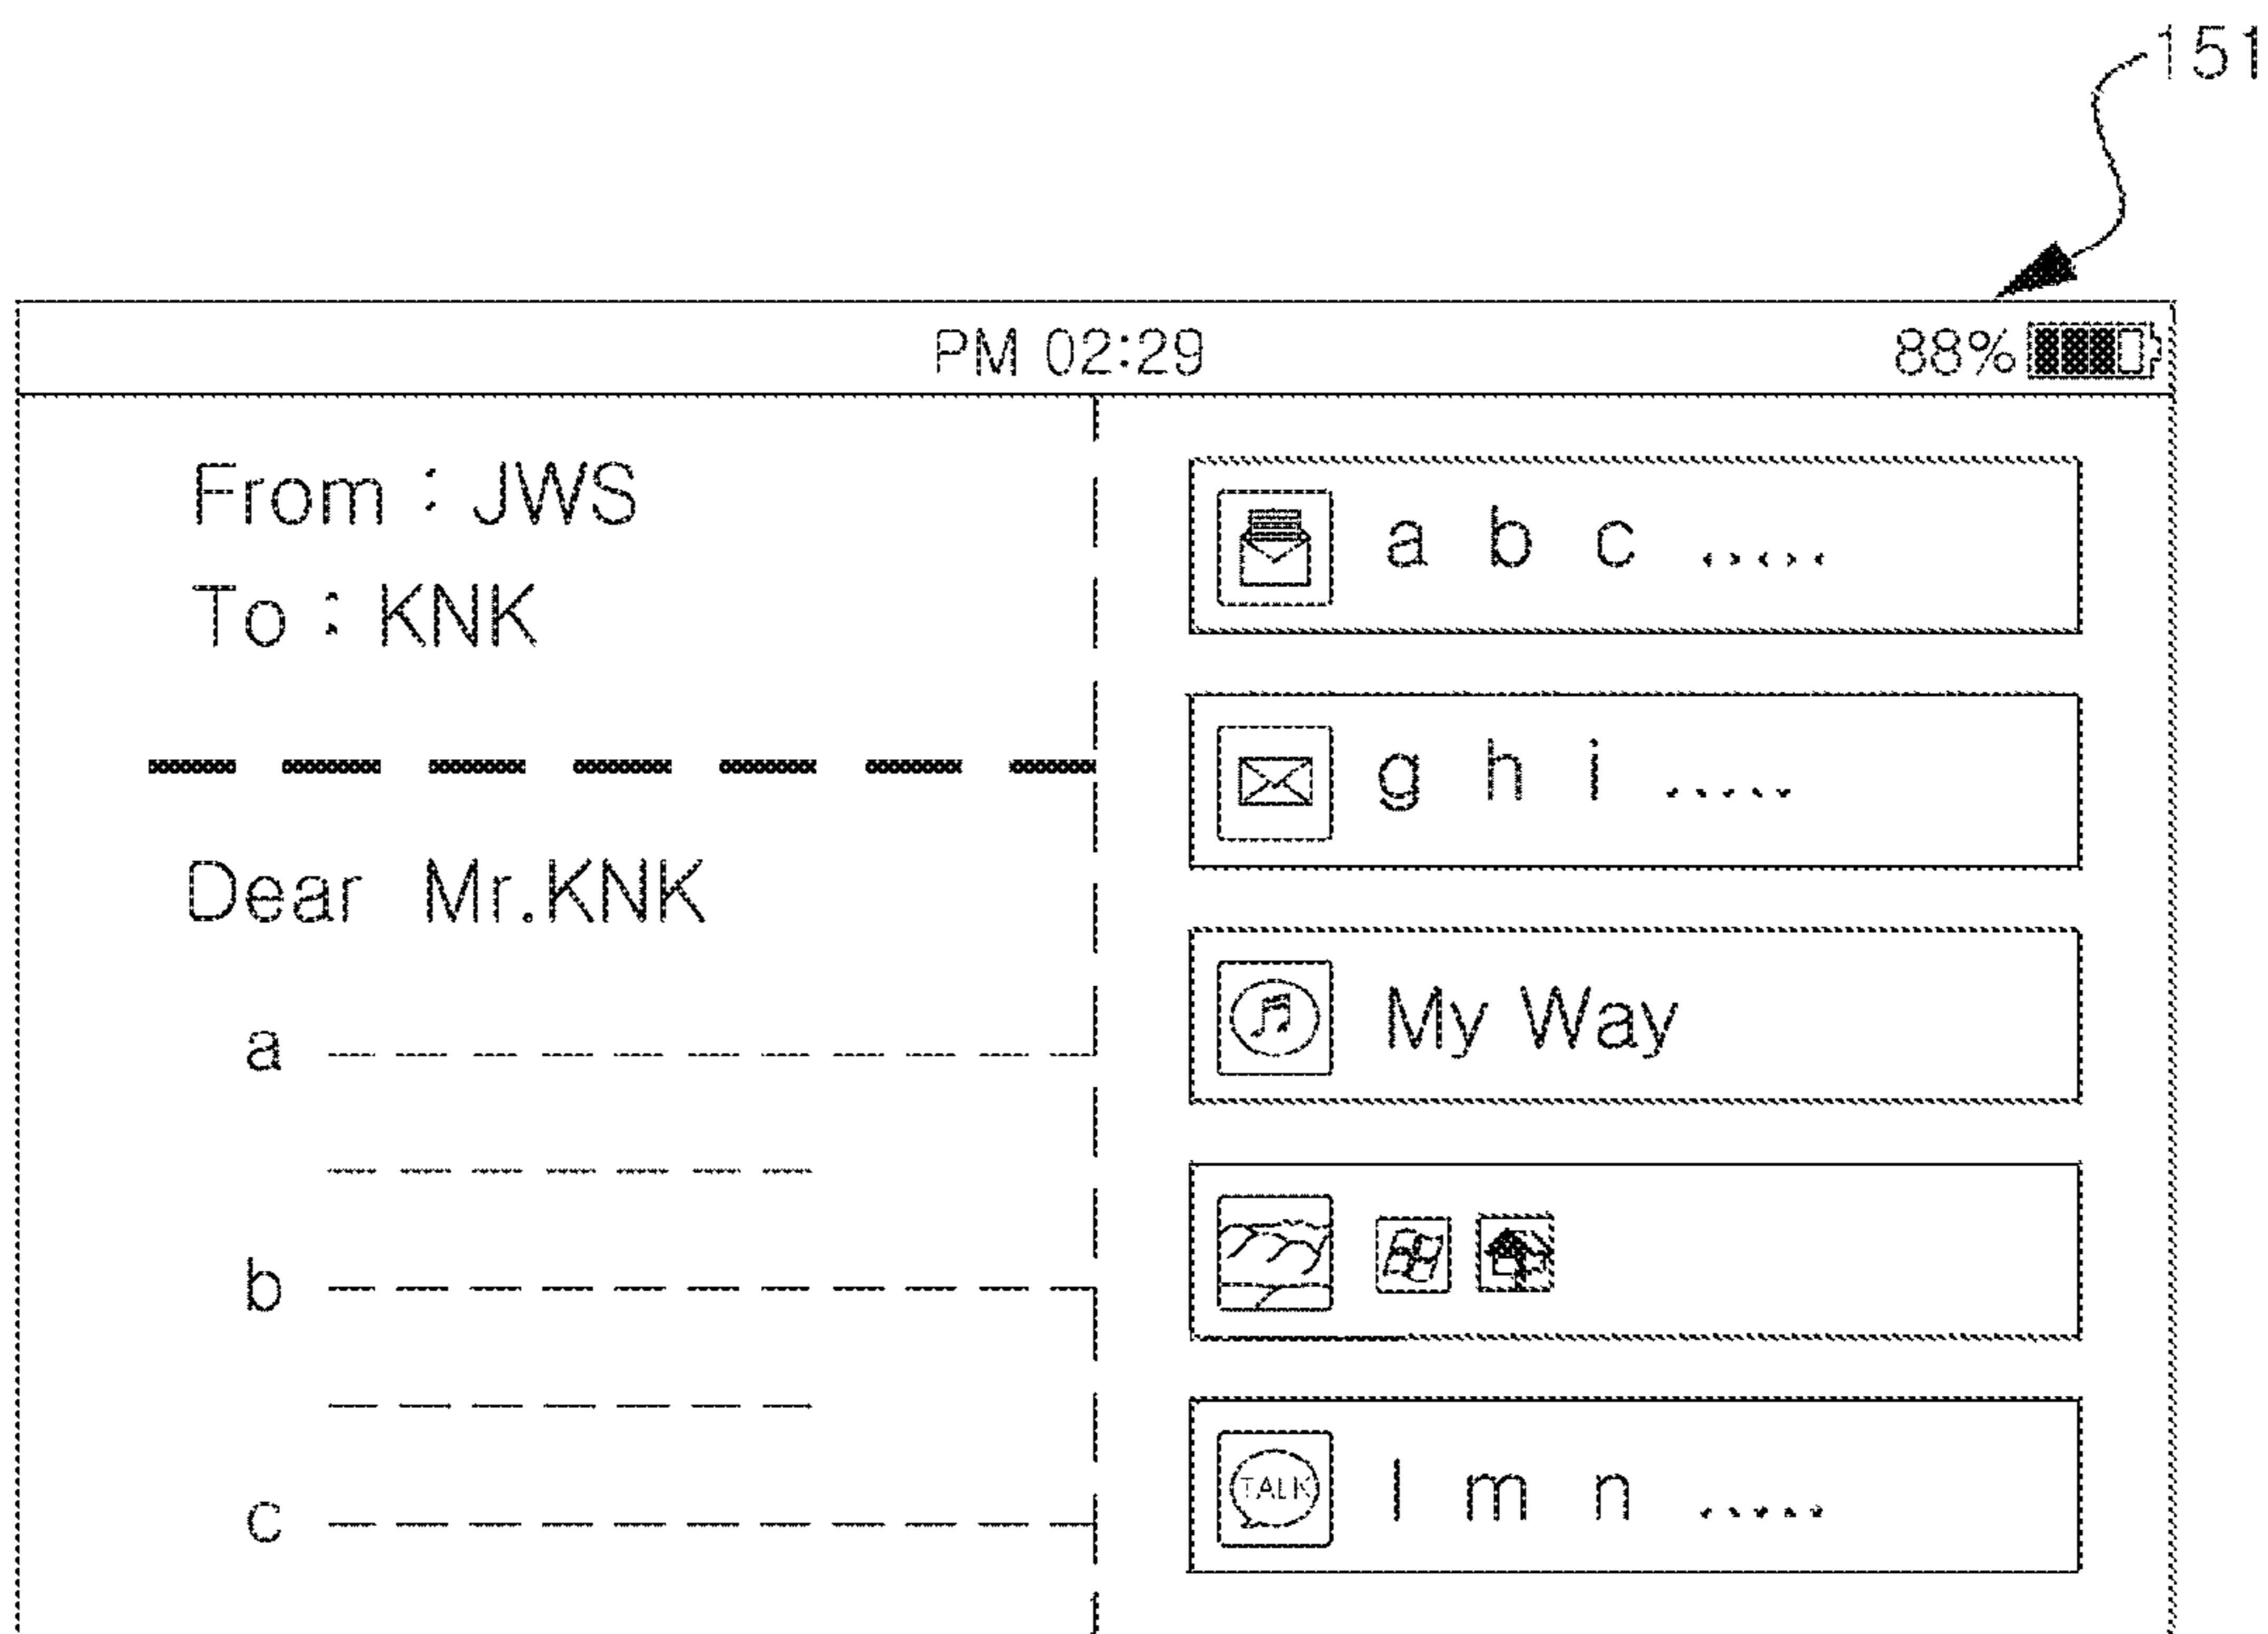 151
PM 02:29 88%
From : JWS
To : KNK
Dear Mr.KNK
a
b
c
a b c .....
g h i .....
My Way
TALK l m n .....